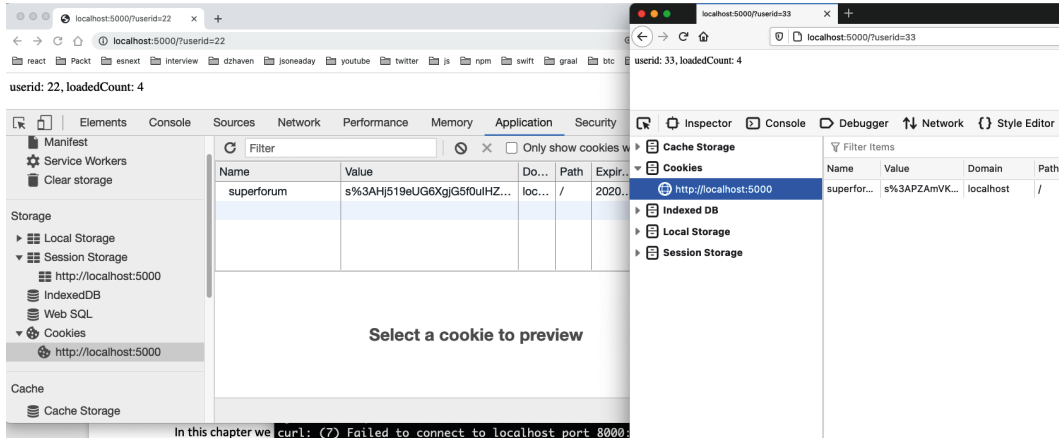 localhost:5000/?userid=22
localhost:5000/?userid=22
react Packt esnext interview dzhaven jsoneaday youtube twitter js npm swift graal btc
userid: 22, loadedCount: 4
Elements Console Sources Network Performance Memory Application Security
Manifest
Service Workers
Clear storage
Storage
Local Storage
Session Storage
http://localhost:5000
IndexedDB
Web SQL
Cookies
http://localhost:5000
Cache
Cache Storage
Filter Only show cookies w
Name Value Do... Path Expir...
superforum s%3AHj519eUG6XgjG5f0uIHZ... loc... / 2020...
Select a cookie to preview
In this chapter we curl: (7) Failed to connect to localhost port 8000:
localhost:5000/?userid=33
localhost:5000/?userid=33
userid: 33, loadedCount: 4
Inspector Console Debugger Network Style Editor
Cache Storage
Cookies
http://localhost:5000
Indexed DB
Local Storage
Session Storage
Filter Items
Name Value Domain Path
superfor... s%3APZAmVK... localhost /